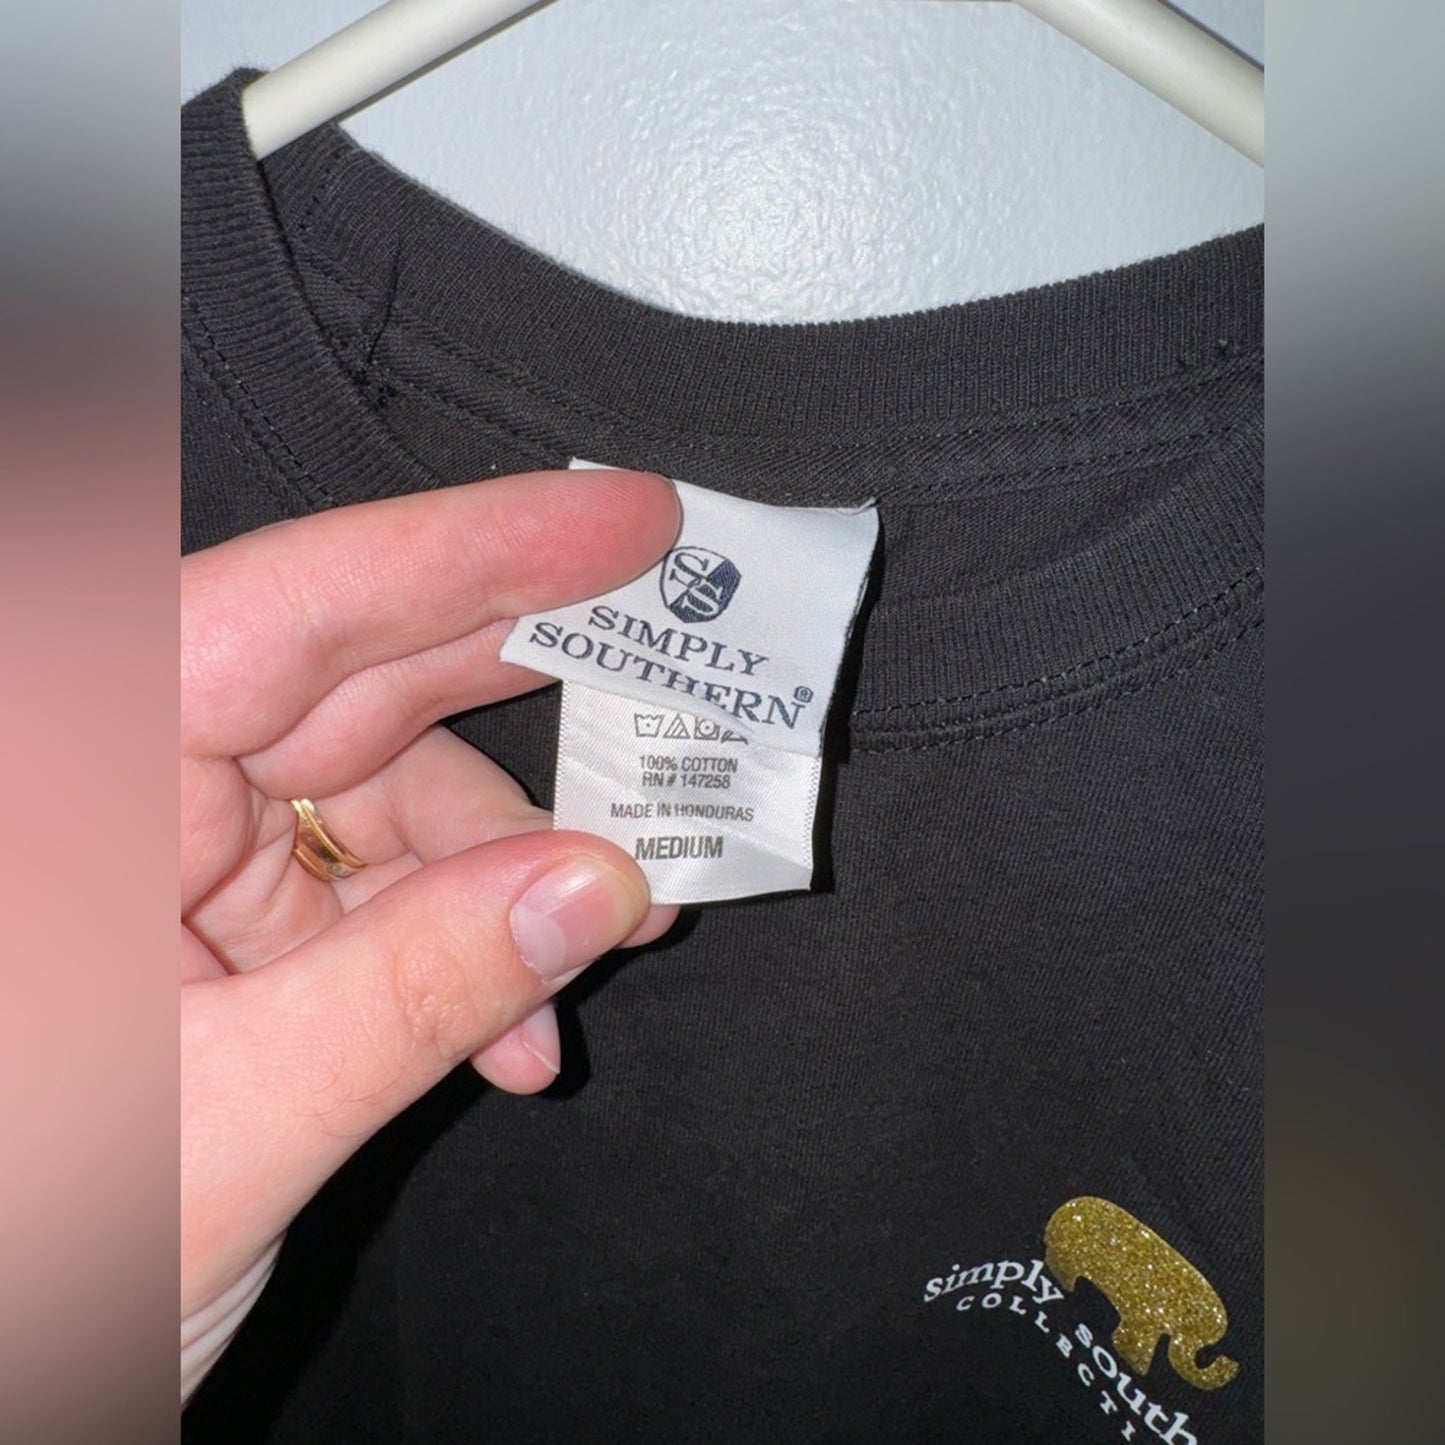 SS
SIMPLY
SOUTHERN®
100% COTTON
RN # 147258
MADE IN HONDURAS
MEDIUM
simply south
COLLECTI